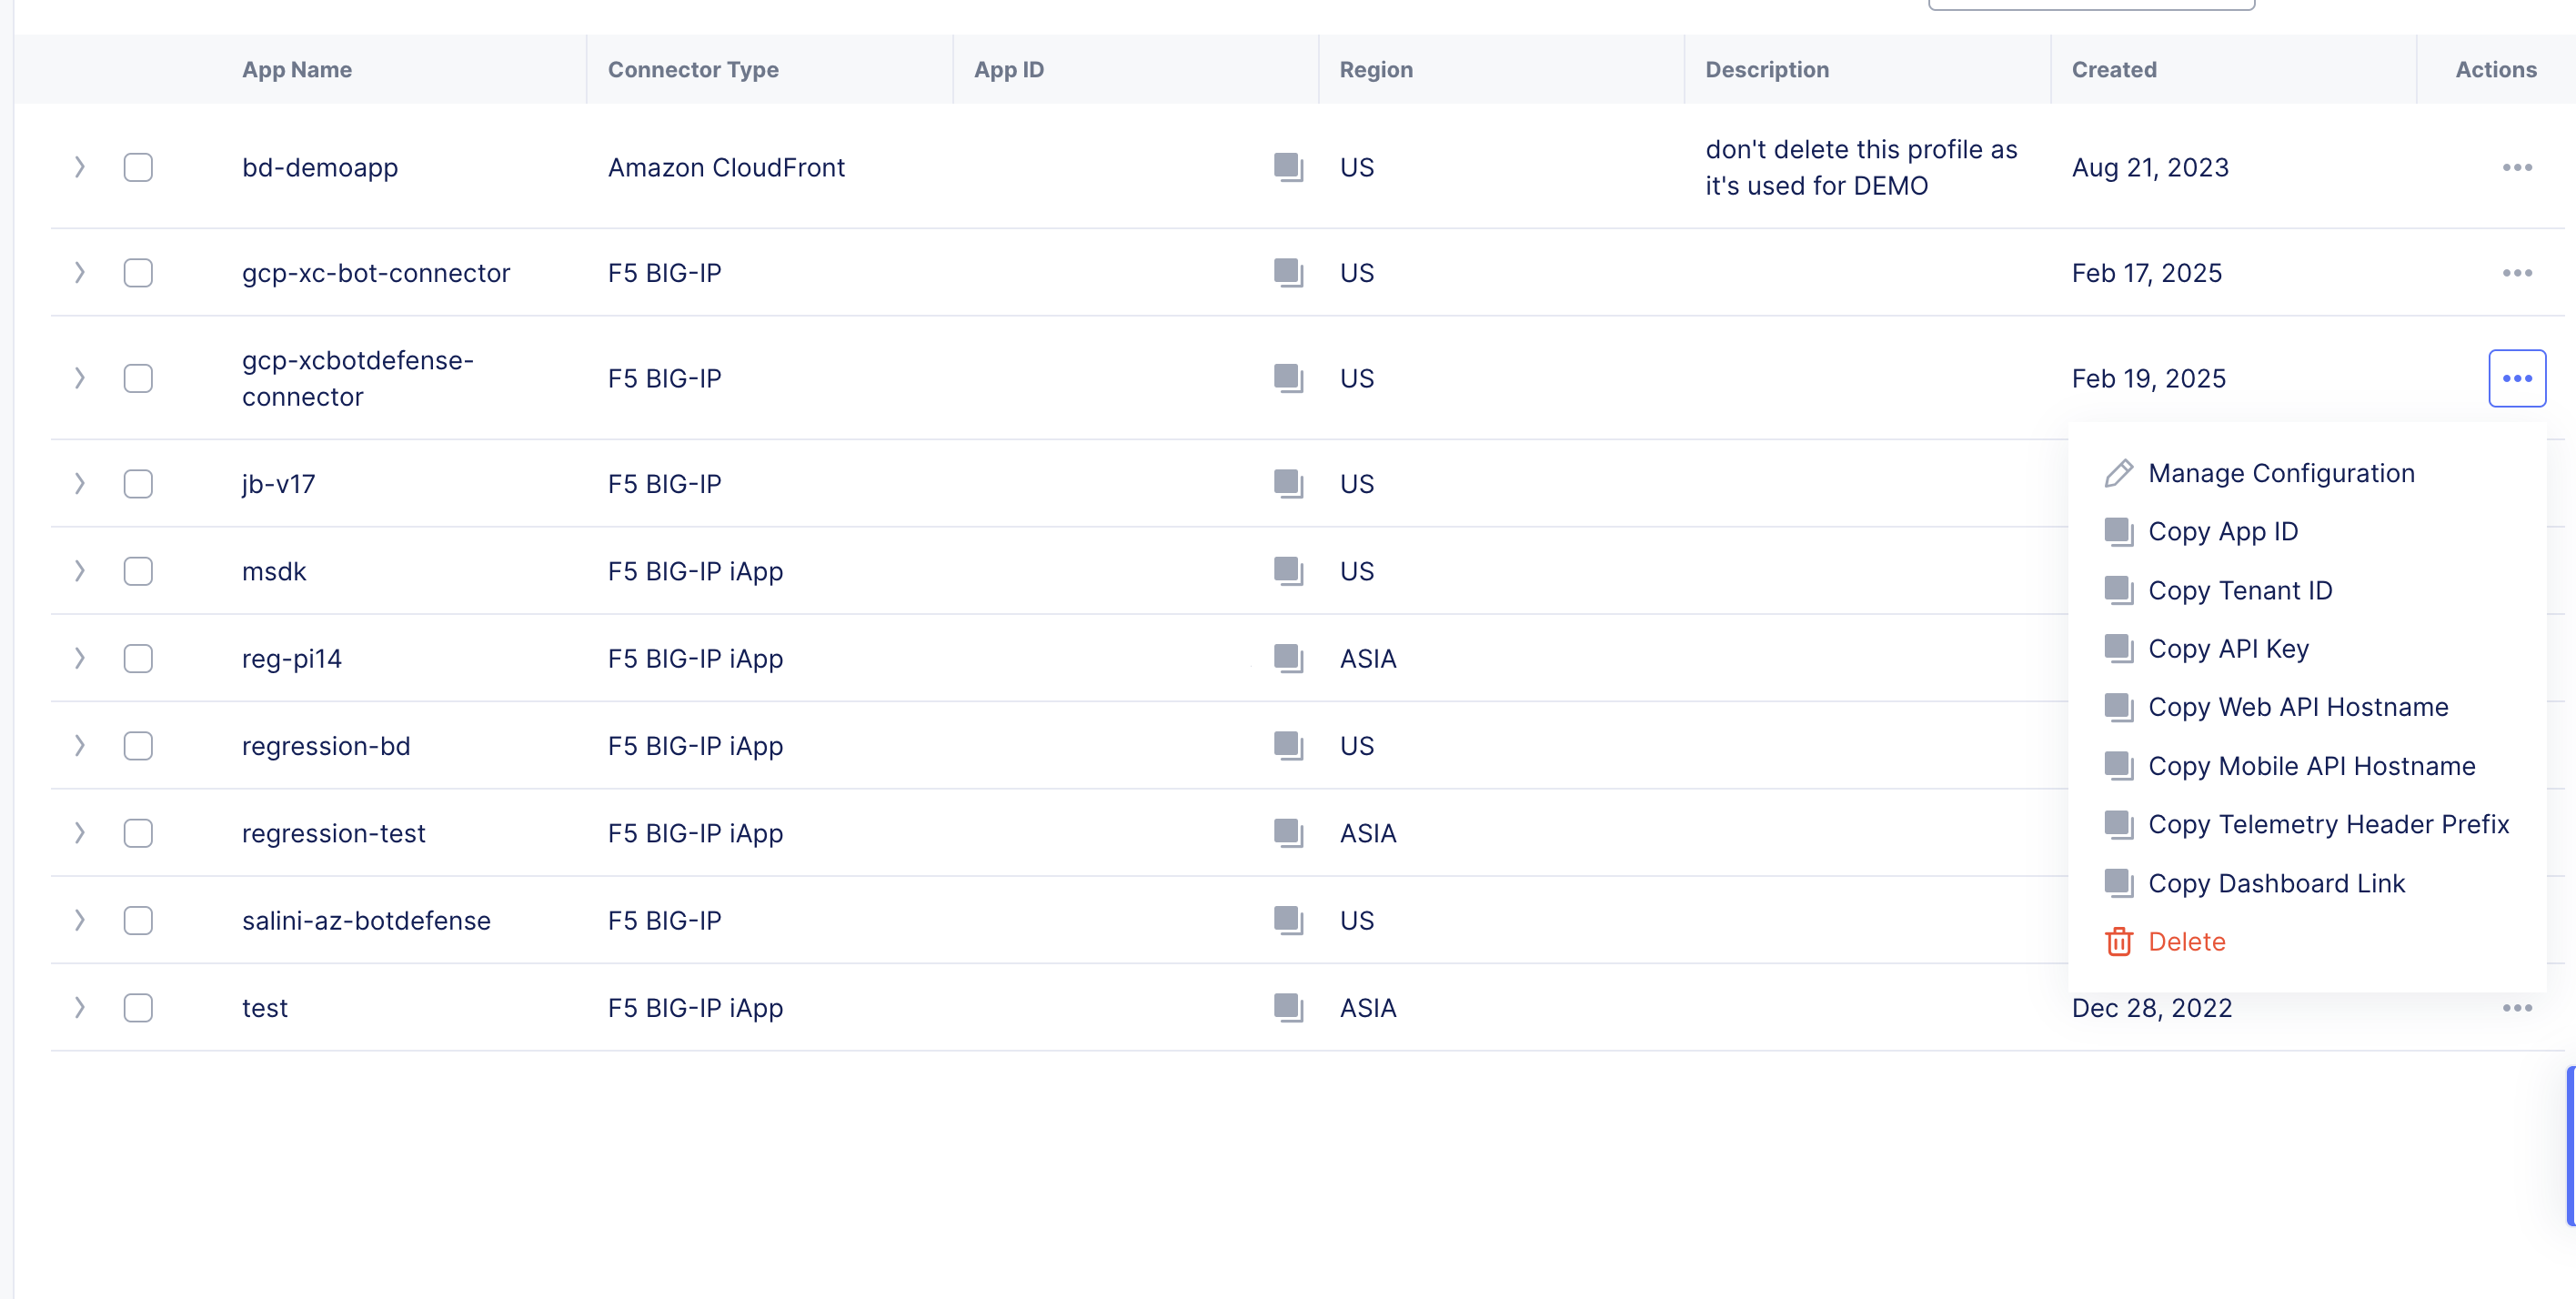 App Name Connector Type App ID Region Description Created Actions
bd-demoapp Amazon CloudFront US don't delete this profile as it's used for DEMO Aug 21, 2023
gcp-xc-bot-connector F5 BIG-IP US Feb 17, 2025
gcp-xcbotdefense-connector F5 BIG-IP US Feb 19, 2025
jb-v17 F5 BIG-IP US
msdk F5 BIG-IP iApp US
reg-pi14 F5 BIG-IP iApp ASIA
regression-bd F5 BIG-IP iApp US
regression-test F5 BIG-IP iApp ASIA
salini-az-botdefense F5 BIG-IP US
test F5 BIG-IP iApp ASIA Dec 28, 2022
Manage Configuration
Copy App ID
Copy Tenant ID
Copy API Key
Copy Web API Hostname
Copy Mobile API Hostname
Copy Telemetry Header Prefix
Copy Dashboard Link
Delete